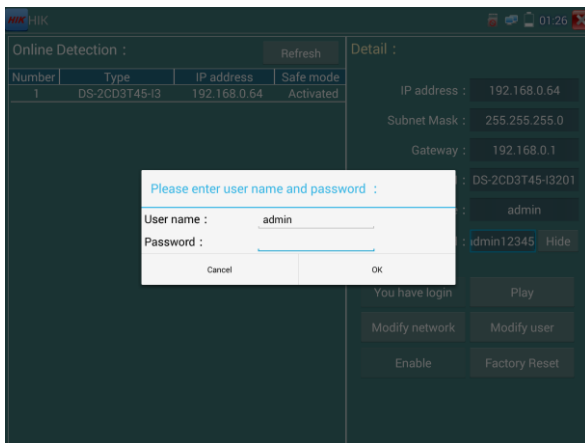 HIK HIK 01:26
Online Detection : Refresh
Number Type IP address Safe mode
1 DS-2CD3T45-I3 192.168.0.64 Activated
Detail :
IP address : 192.168.0.64
Subnet Mask : 255.255.255.0
Gateway : 192.168.0.1
: DS-2CD3T45-I3201
: admin
: dmin12345 Hide
You have login Play
Modify network Modify user
Enable Factory Reset
Please enter user name and password :
User name : admin
Password :
Cancel OK